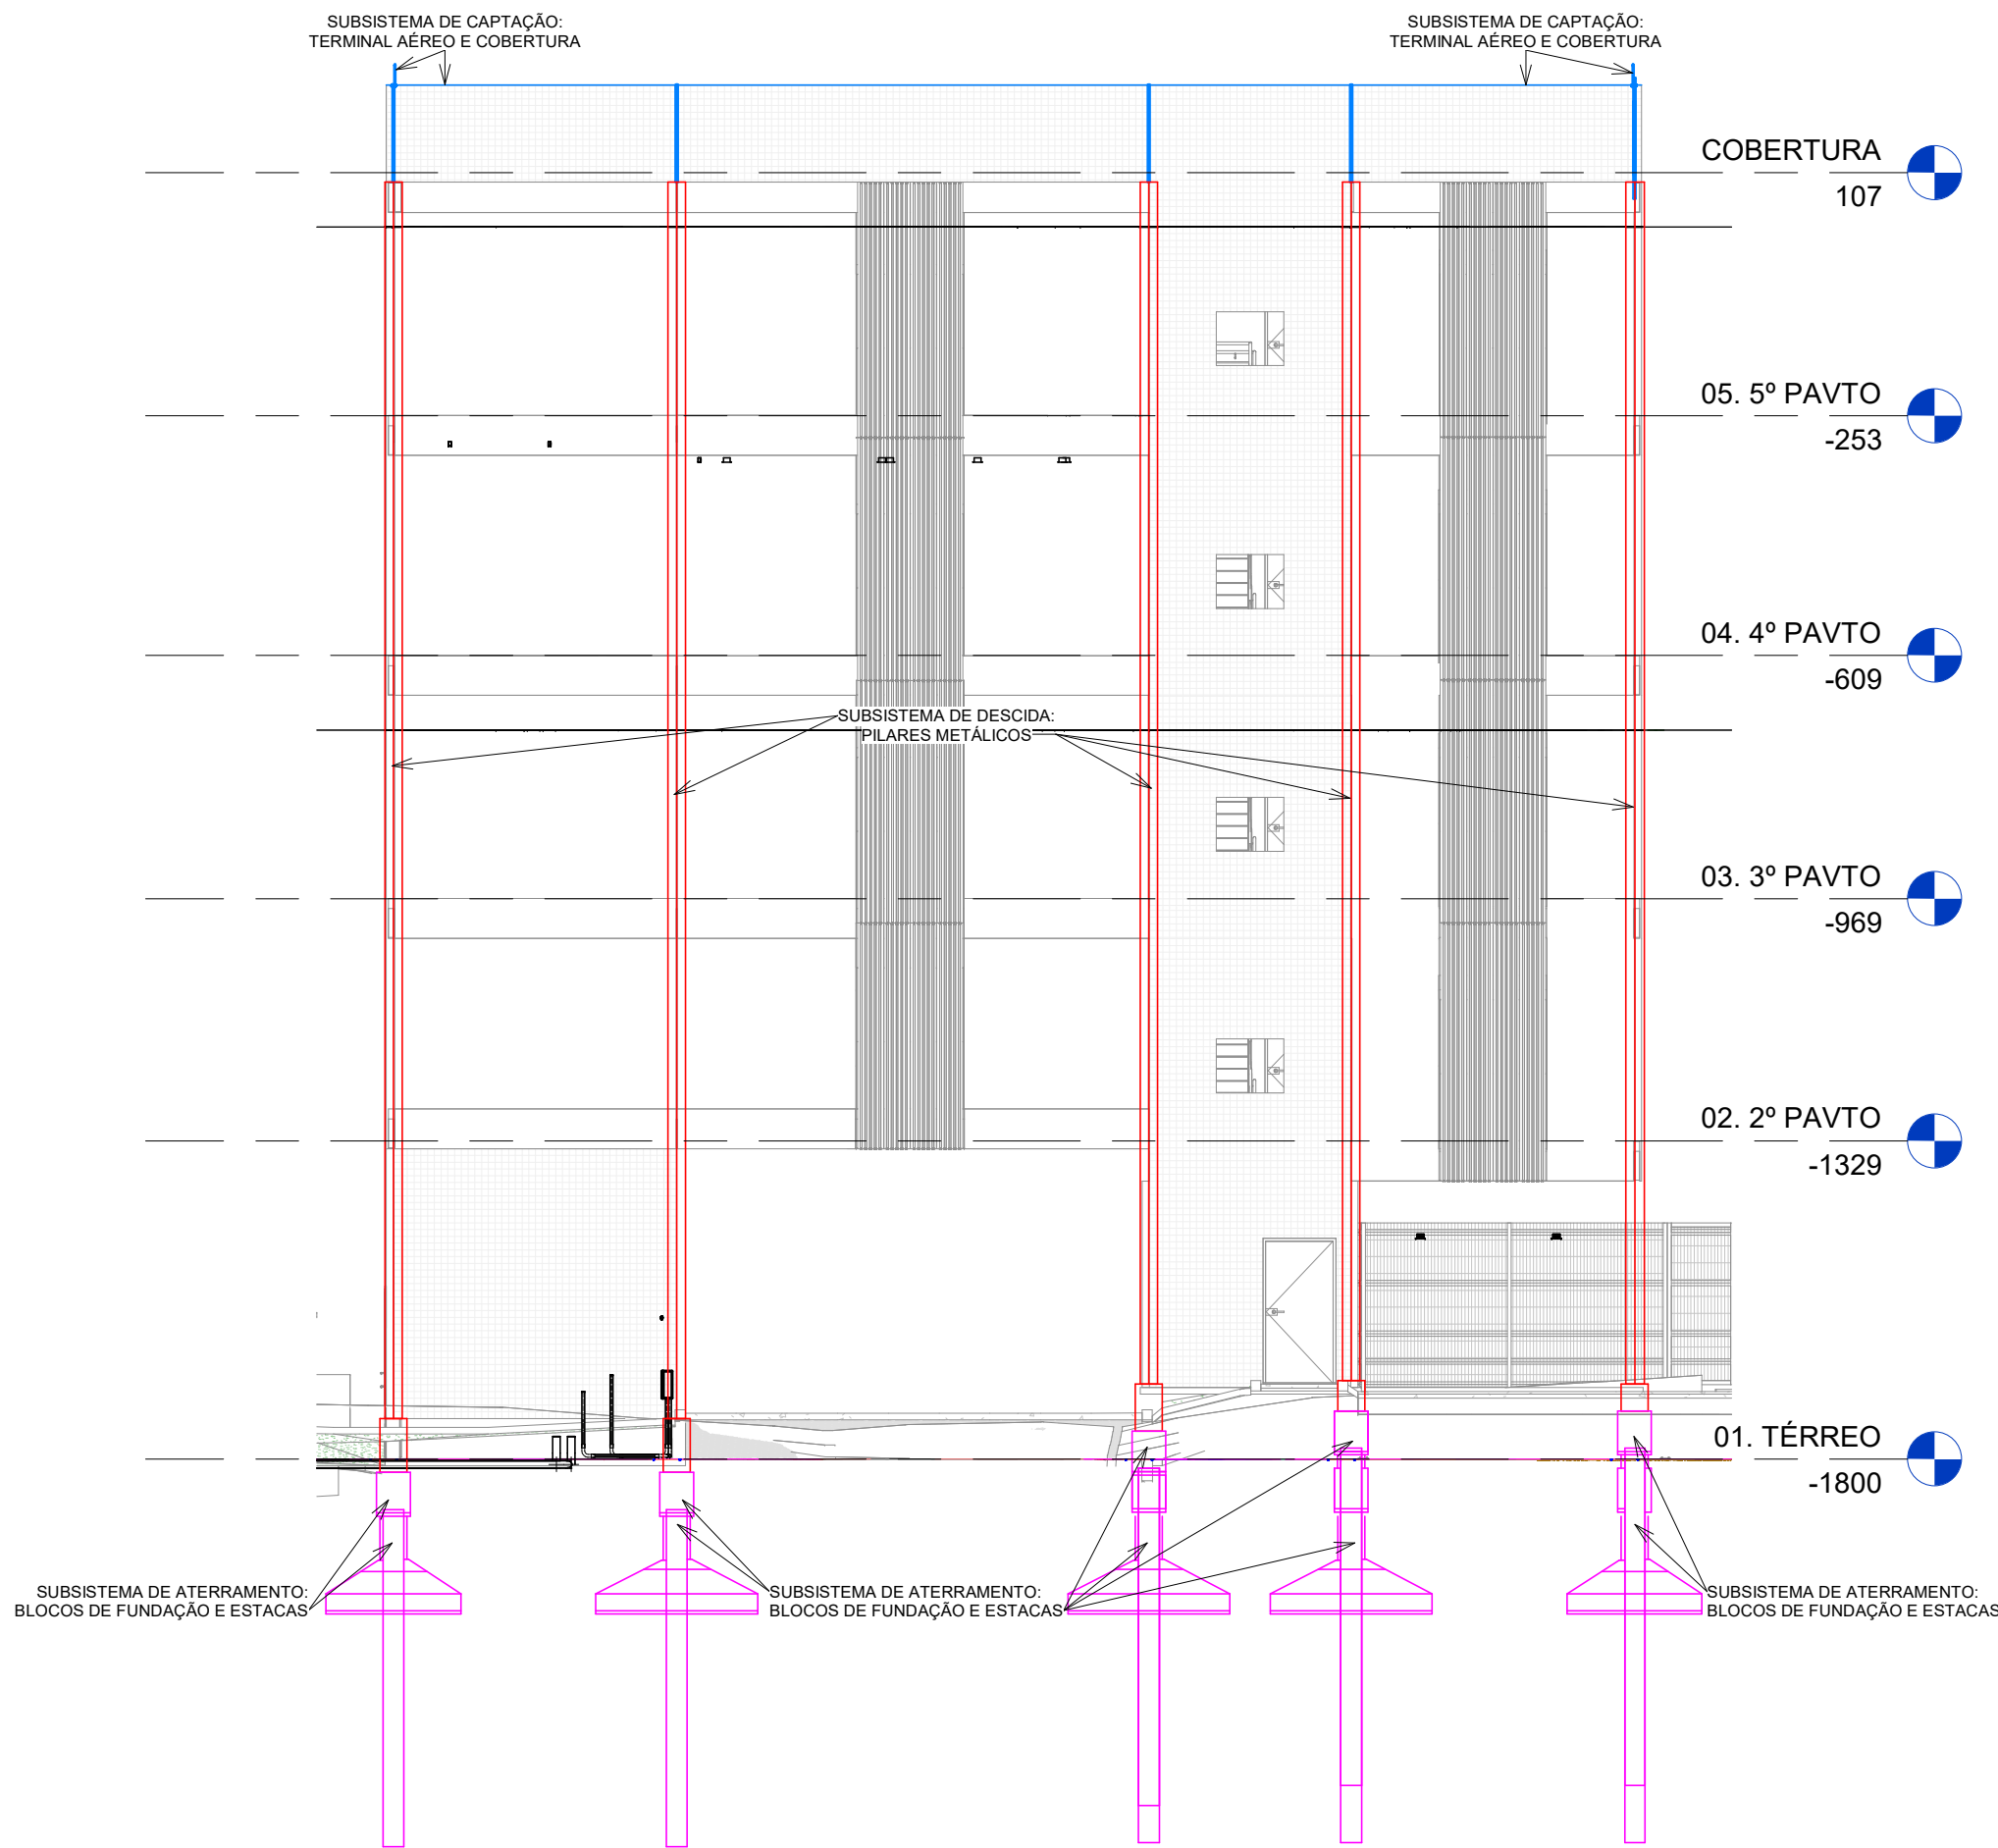 SUBSISTEMA DE CAPTAÇÃO:
TERMINAL AÉREO E COBERTURA
SUBSISTEMA DE CAPTAÇÃO:
TERMINAL AÉREO E COBERTURA
COBERTURA
107
05. 5º PAVTO
-253
04. 4º PAVTO
-609
SUBSISTEMA DE DESCIDA:
PILARES METÁLICOS
03. 3º PAVTO
-969
02. 2º PAVTO
-1329
01. TÉRREO
-1800
SUBSISTEMA DE ATERRAMENTO:
BLOCOS DE FUNDAÇÃO E ESTACAS
SUBSISTEMA DE ATERRAMENTO:
BLOCOS DE FUNDAÇÃO E ESTACAS
SUBSISTEMA DE ATERRAMENTO:
BLOCOS DE FUNDAÇÃO E ESTACAS